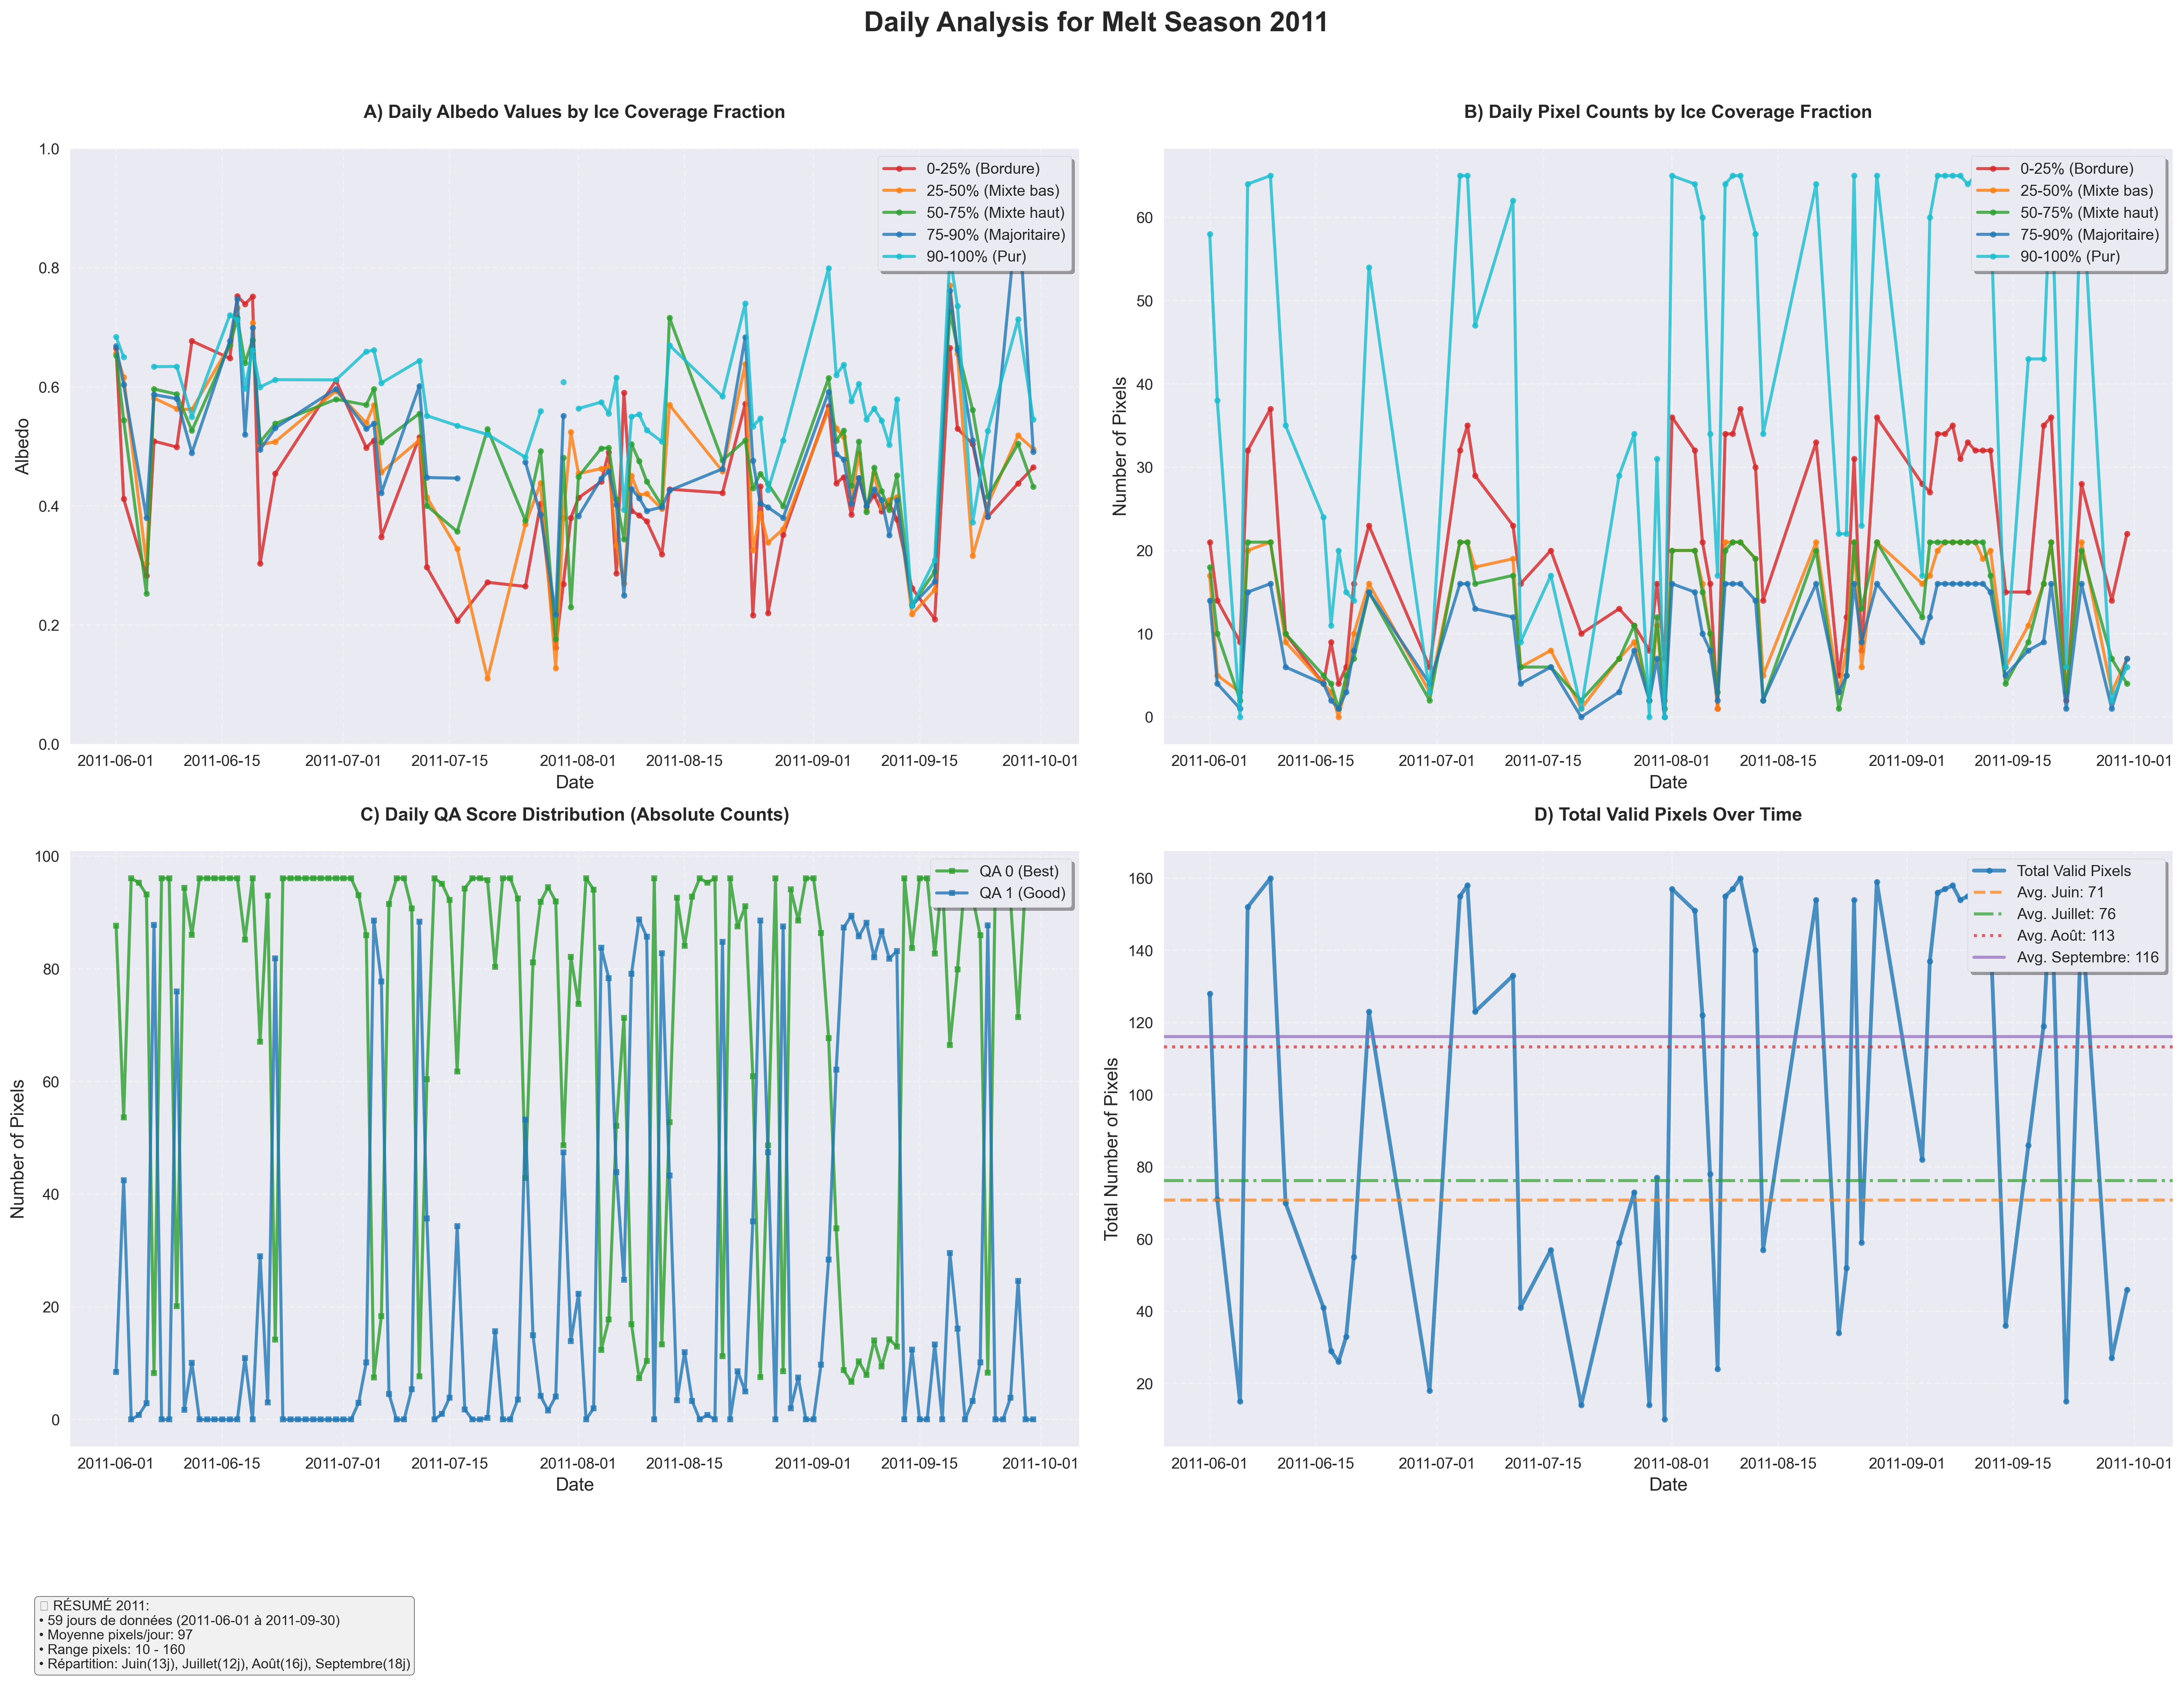 Daily Analysis for Melt Season 2011
A) Daily Albedo Values by Ice Coverage Fraction
1.0
0.8
0.6
0.4
0.2
0.0
Albedo
0-25% (Bordure)
25-50% (Mixte bas)
50-75% (Mixte haut)
75-90% (Majoritaire)
90-100% (Pur)
2011-06-01
2011-06-15
2011-07-01
2011-07-15
2011-08-01
2011-08-15
2011-09-01
2011-09-15
2011-10-01
Date
B) Daily Pixel Counts by Ice Coverage Fraction
60
50
40
30
20
10
0
Number of Pixels
0-25% (Bordure)
25-50% (Mixte bas)
50-75% (Mixte haut)
75-90% (Majoritaire)
90-100% (Pur)
2011-06-01
2011-06-15
2011-07-01
2011-07-15
2011-08-01
2011-08-15
2011-09-01
2011-09-15
2011-10-01
Date
C) Daily QA Score Distribution (Absolute Counts)
100
80
60
40
20
0
Number of Pixels
QA 0 (Best)
QA 1 (Good)
2011-06-01
2011-06-15
2011-07-01
2011-07-15
2011-08-01
2011-08-15
2011-09-01
2011-09-15
2011-10-01
Date
D) Total Valid Pixels Over Time
160
140
120
100
80
60
40
20
Total Number of Pixels
Total Valid Pixels
Avg. Juin: 71
Avg. Juillet: 76
Avg. Août: 113
Avg. Septembre: 116
2011-06-01
2011-06-15
2011-07-01
2011-07-15
2011-08-01
2011-08-15
2011-09-01
2011-09-15
2011-10-01
Date
RÉSUMÉ 2011:
• 59 jours de données (2011-06-01 à 2011-09-30)
• Moyenne pixels/jour: 97
• Range pixels: 10 - 160
• Répartition: Juin(13j), Juillet(12j), Août(16j), Septembre(18j)